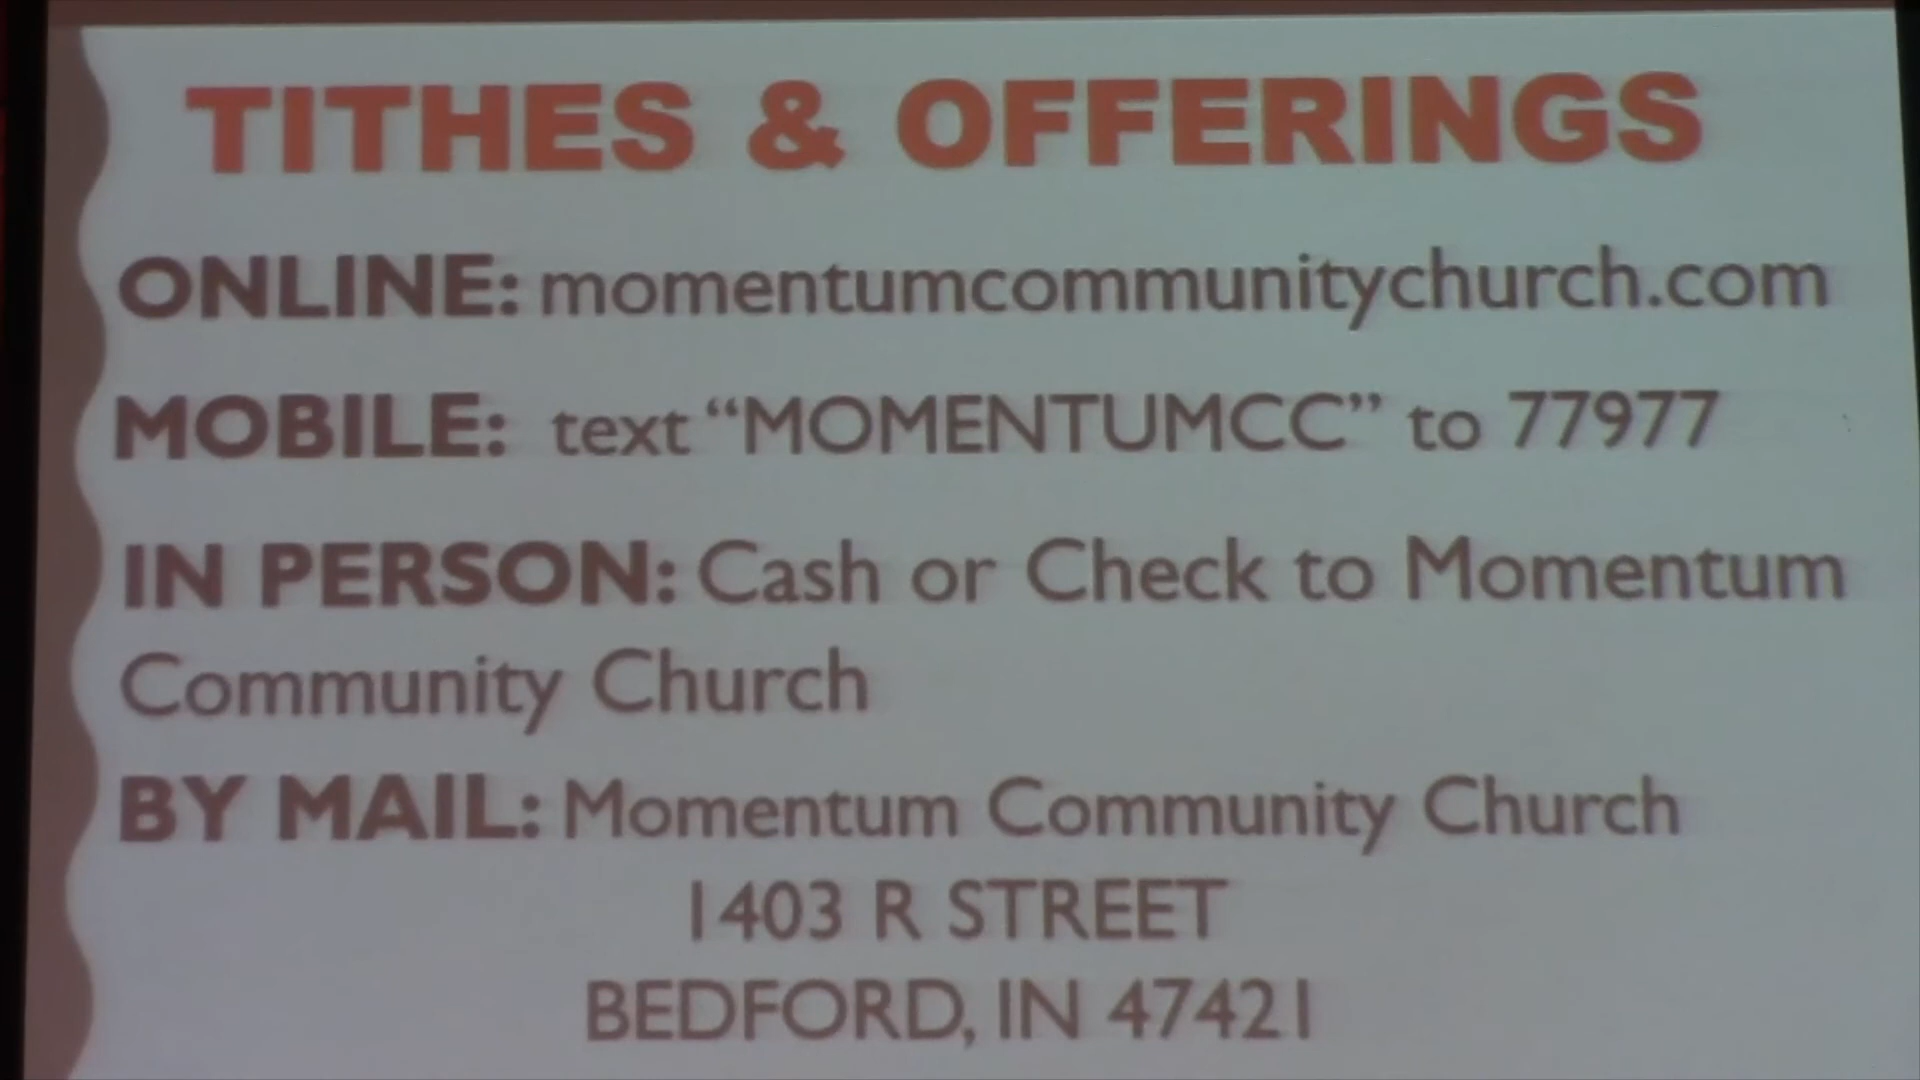 TITHES & OFFERINGS
ONLINE: momentumcommunitychurch.com
MOBILE: text “MOMENTUMCC” to 77977
IN PERSON: Cash or Check to Momentum
Community Church
BY MAIL: Momentum Community Church
1403 R STREET
BEDFORD, IN 47421